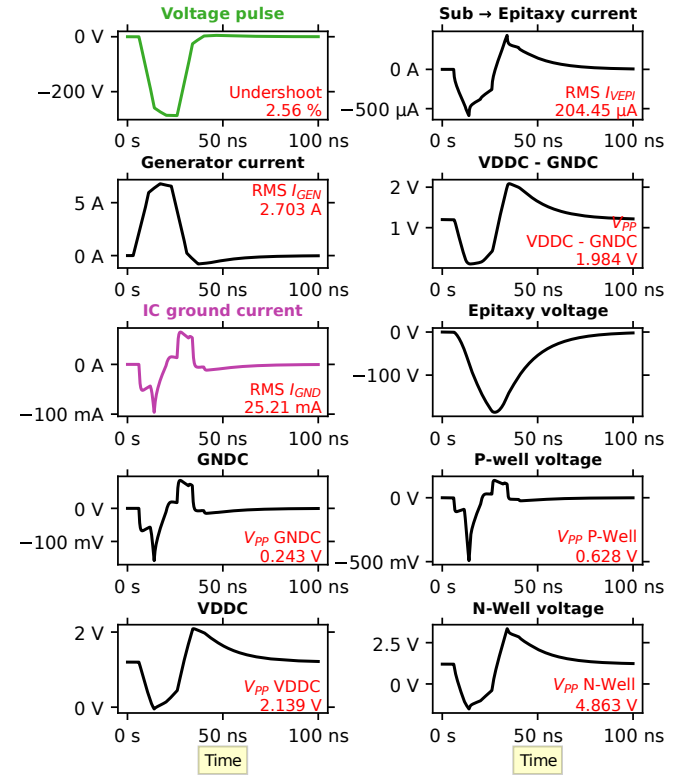 Voltage pulse
0 V
−200 V
Undershoot
2.56 %
0 s 50 ns 100 ns
Sub → Epitaxy current
0 A
−500 µA
RMS I_VEPI
204.45 µA
0 s 50 ns 100 ns
Generator current
5 A
0 A
RMS I_GEN
2.703 A
0 s 50 ns 100 ns
VDDC - GNDC
2 V
1 V
V_PP
VDDC - GNDC
1.984 V
0 s 50 ns 100 ns
IC ground current
0 A
−100 mA
RMS I_GND
25.21 mA
0 s 50 ns 100 ns
Epitaxy voltage
0 V
−100 V
0 s 50 ns 100 ns
GNDC
0 V
−100 mV
V_PP GNDC
0.243 V
0 s 50 ns 100 ns
P-well voltage
0 V
−500 mV
V_PP P-Well
0.628 V
0 s 50 ns 100 ns
VDDC
2 V
0 V
V_PP VDDC
2.139 V
0 s 50 ns 100 ns
Time
N-Well voltage
2.5 V
0 V
V_PP N-Well
4.863 V
0 s 50 ns 100 ns
Time